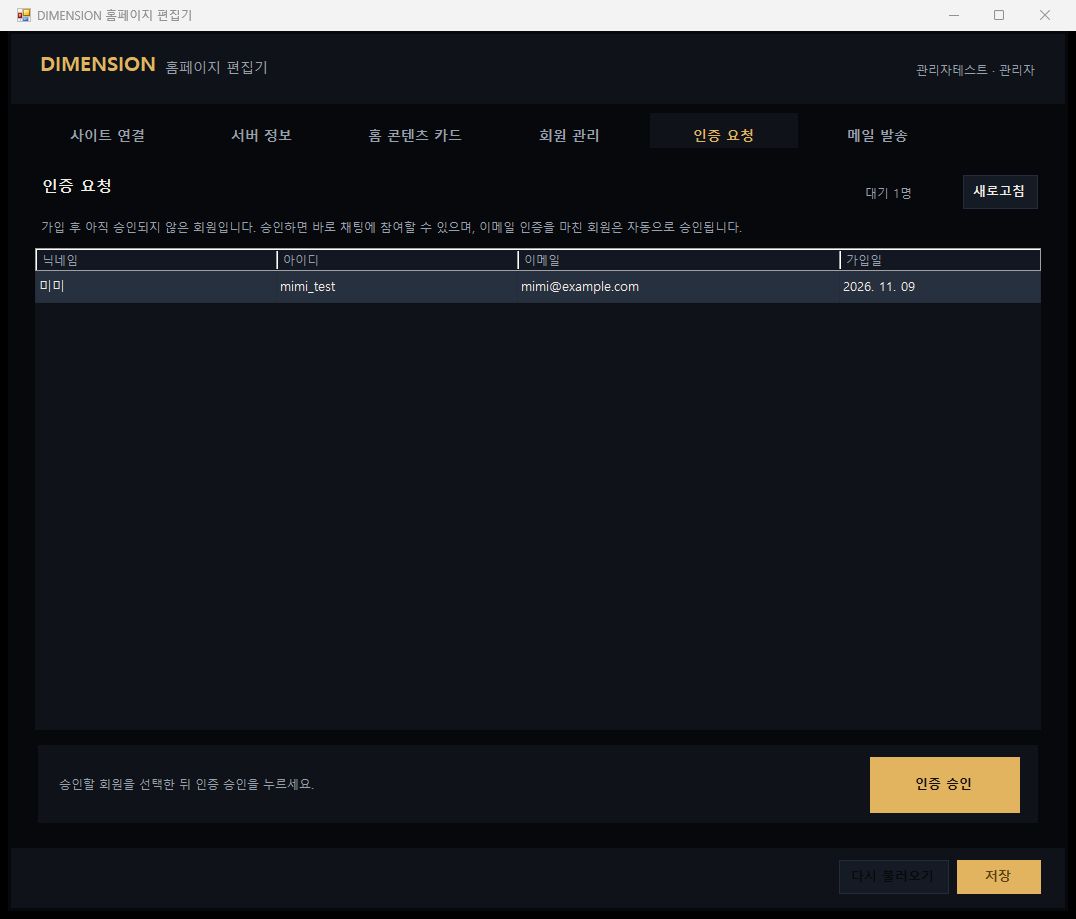 DIMENSION 홈페이지 편집기
DIMENSION 홈페이지 편집기
관리자테스트 · 관리자
사이트 연결 서버 정보 홈 콘텐츠 카드 회원 관리 인증 요청 메일 발송
인증 요청
대기 1명
새로고침
가입 후 아직 승인되지 않은 회원입니다. 승인하면 바로 채팅에 참여할 수 있으며, 이메일 인증을 마친 회원은 자동으로 승인됩니다.
닉네임 아이디 이메일 가입일
미미 mimi_test mimi@example.com 2026. 11. 09
승인할 회원을 선택한 뒤 인증 승인을 누르세요.
인증 승인
다시 불러오기 저장